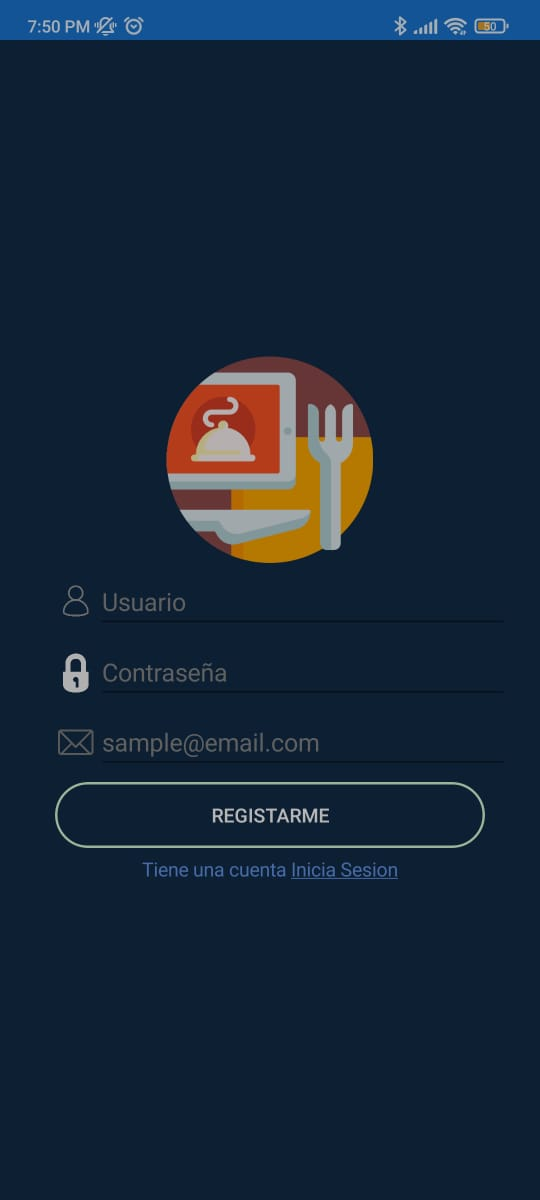 7:50 PM
50
Usuario
Contraseña
sample@email.com
REGISTARME
Tiene una cuenta Inicia Sesion